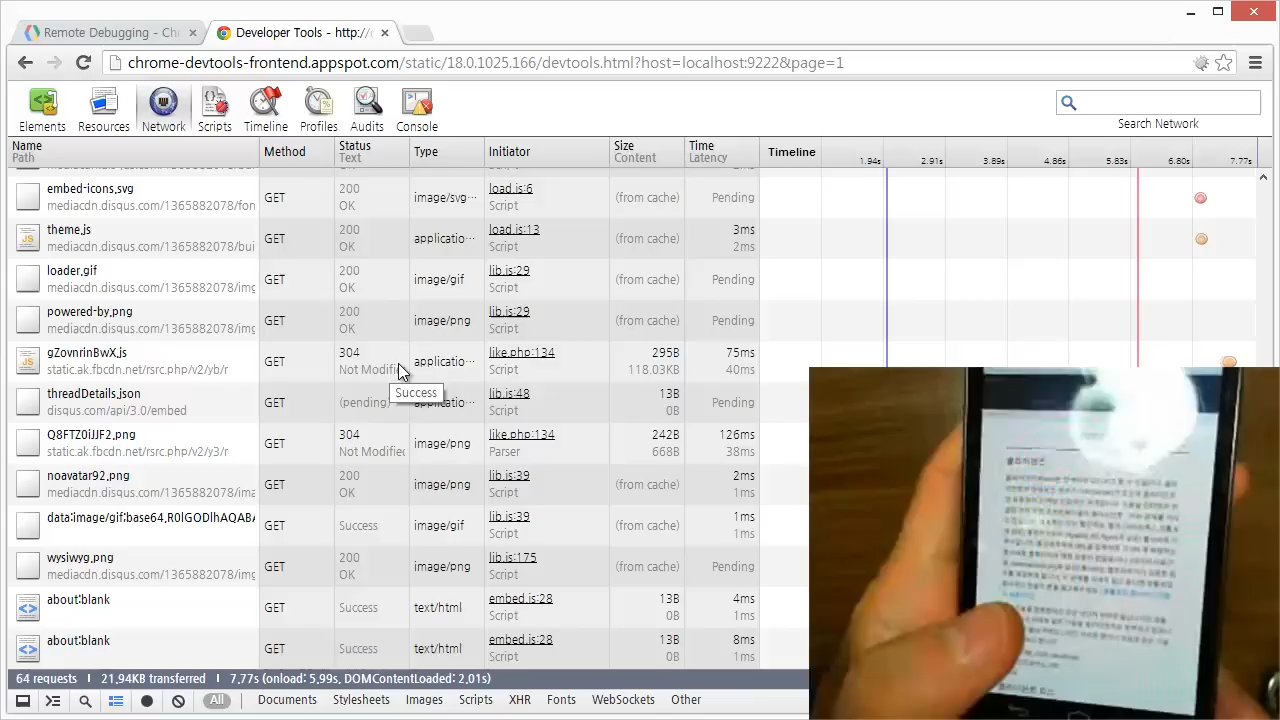 Remote Debugging - Chr
Developer Tools - http://
chrome-devtools-frontend.appspot.com/static/18.0.1025.166/devtools.html?host=localhost:9222&page=1
Elements Resources Network Scripts Timeline Profiles Audits Console
Search Network
Name Method Status Type Initiator Size Time Timeline
Path Text Content Latency 1.94s 2.91s 3.89s 4.86s 5.83s 6.80s 7.77s
embed-icons.svg 200 load.js:6
mediacdn.disqus.com/1365882078/fon GET OK image/svg… Script (from cache) Pending
theme.js 200 load.js:13 3ms
mediacdn.disqus.com/1365882078/bui GET OK applicatio… Script (from cache) 2ms
loader.gif 200 lib.js:29
mediacdn.disqus.com/1365882078/img GET OK image/gif Script (from cache) Pending
powered-by.png 200 lib.js:29
mediacdn.disqus.com/1365882078/img GET OK image/png Script (from cache) Pending
gZovnrinBwX.js 304 like.php:134 295B 75ms
static.ak.fbcdn.net/rsrc.php/v2/yb/r GET Not Modifie applicatio… Script 118.03KB 40ms
Success
threadDetails.json lib.js:48 13B
disqus.com/api/3.0/embed GET (pending) applicatio… Script 0B Pending
Q8FTZ0iJJF2.png 304 like.php:134 242B 126ms
static.ak.fbcdn.net/rsrc.php/v2/y3/r GET Not Modified image/png Parser 668B 38ms
noavatar92.png 200 lib.js:39 2ms
mediacdn.disqus.com/1365882078/ima GET OK image/png Script (from cache) 1ms
data:image/gif;base64,R0lGODlhAQABA lib.js:39 1ms
GET Success image/gif Script (from cache) 1ms
wysiwyg.png 200 lib.js:175
mediacdn.disqus.com/1365882078/img GET OK image/png Script (from cache) Pending
about:blank embed.js:28 13B 4ms
GET Success text/html Script 0B 1ms
about:blank embed.js:28 13B 8ms
GET Success text/html Script 0B 1ms
64 requests | 21.94KB transferred | 7.77s (onload: 5.99s, DOMContentLoaded: 2.01s)
All Documents Stylesheets Images Scripts XHR Fonts WebSockets Other